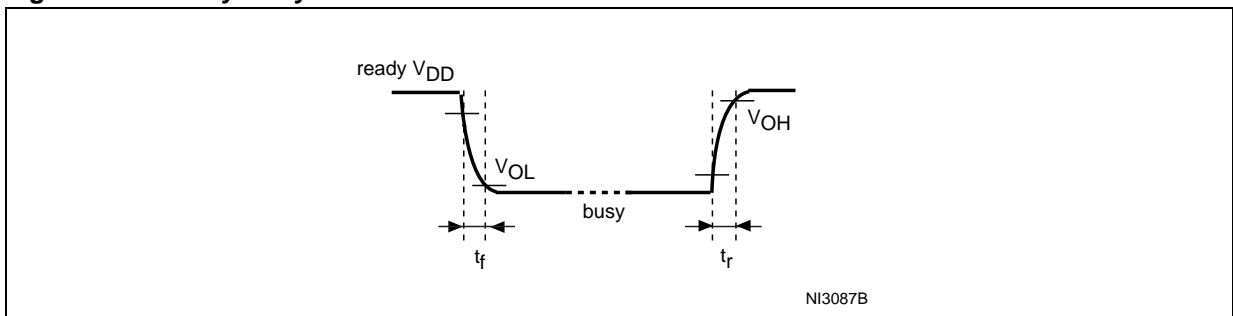 ready VDD
VOH
VOL
busy
tf
tr
NI3087B